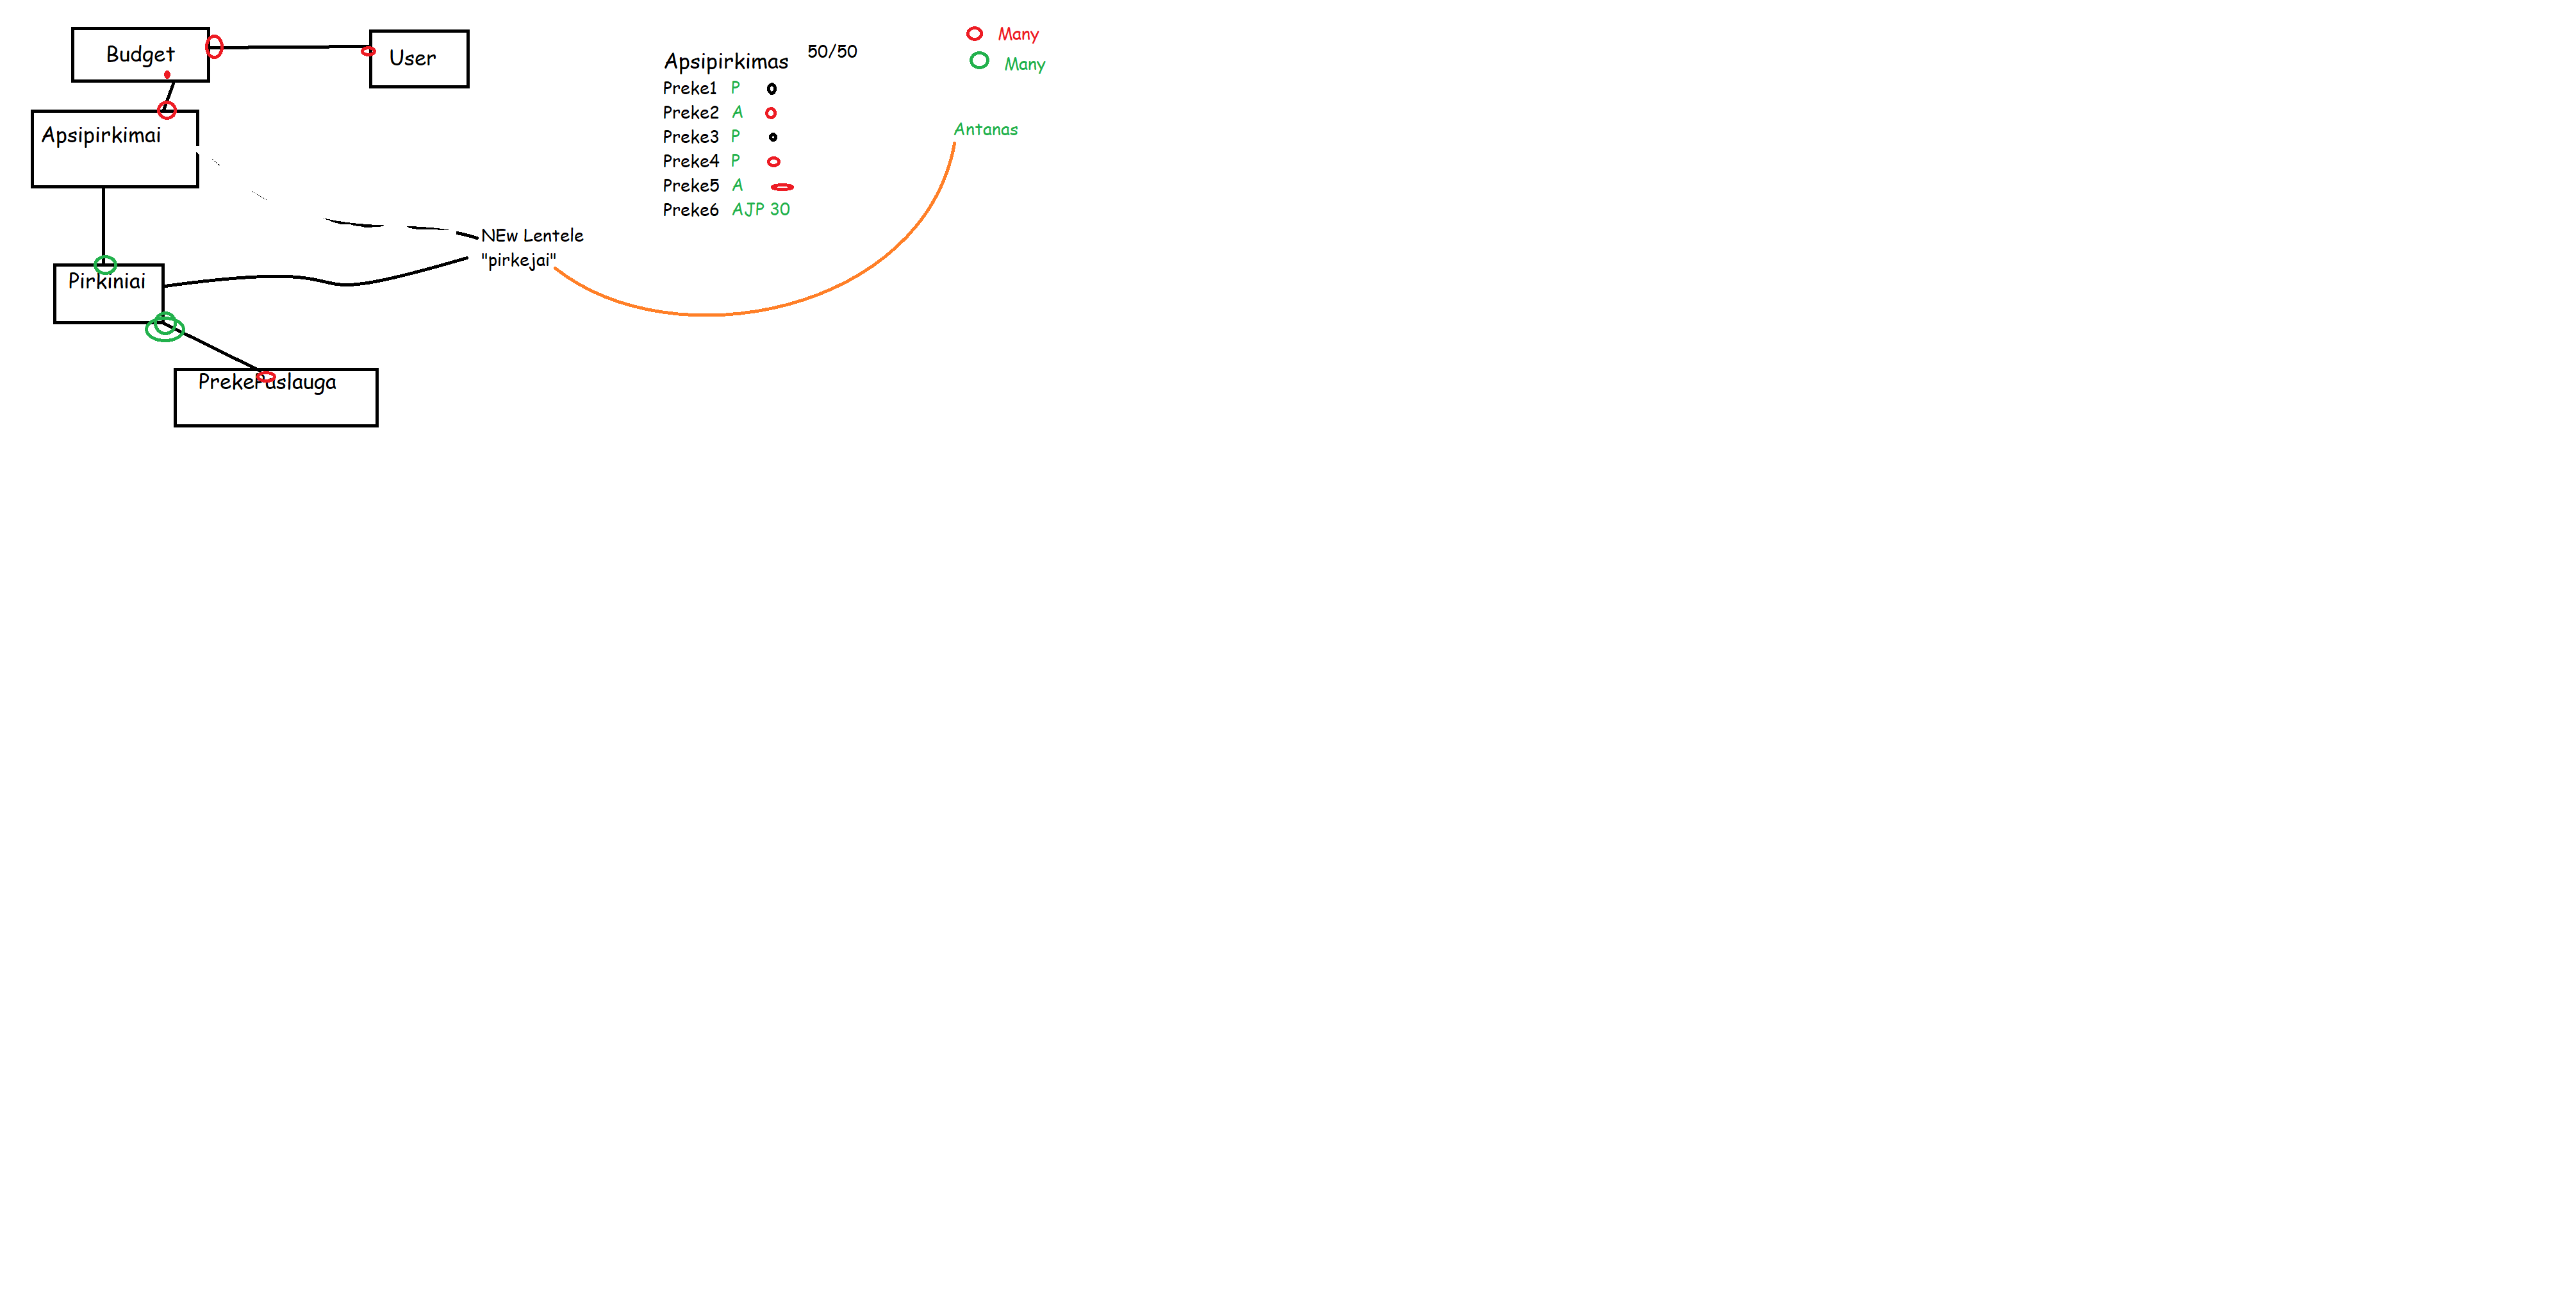 Budget
User
Apsipirkimai
Pirkiniai
PrekePaslauga
NEw Lentele
"pirkejai"
Apsipirkimas 50/50
Preke1 P
Preke2 A
Preke3 P
Preke4 P
Preke5 A
Preke6 AJP 30
Many
Many
Antanas